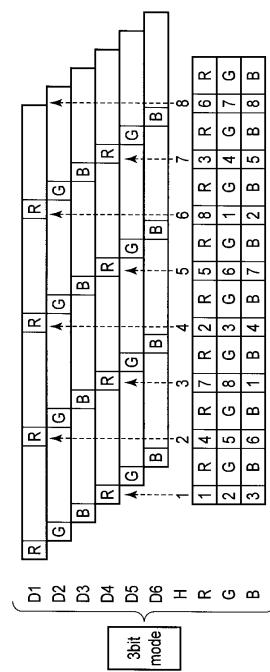 3bit
mode
D1 R R R R
D2 G G G G
D3 B B B B
D4 R R R R
D5 G G G G
D6 B B B B
H 1 2 3 4 5 6 7 8
R 1 R 4 R 7 R 2 R 5 R 8 R 3 R 6 R
G 2 G 5 G 8 G 3 G 6 G 1 G 4 G 7 G
B 3 B 6 B 1 B 4 B 7 B 2 B 5 B 8 B